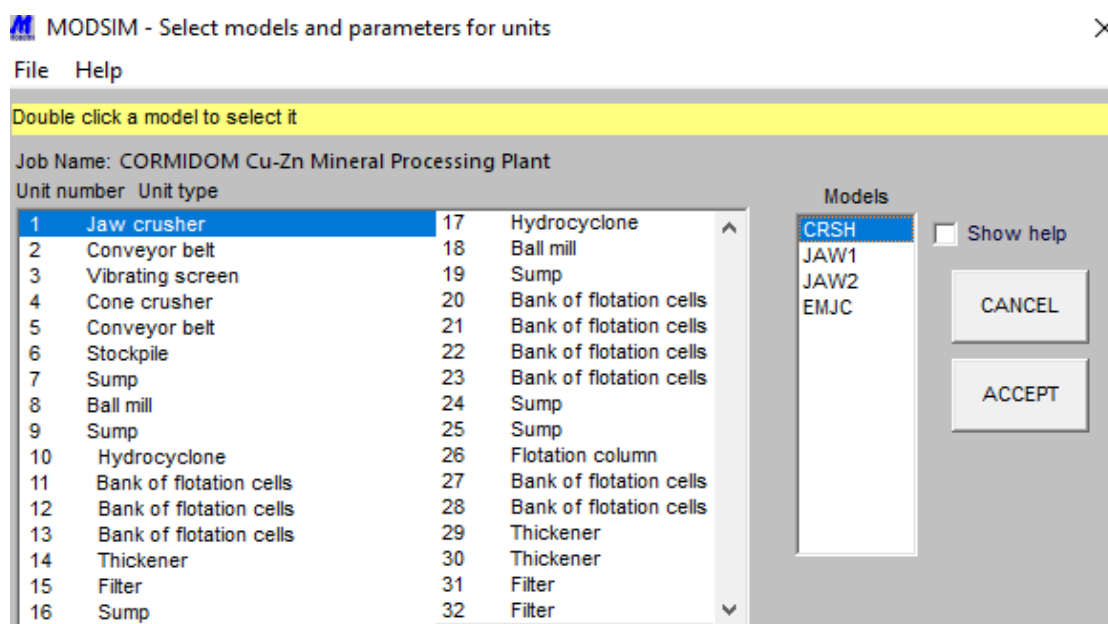 MODSIM - Select models and parameters for units
File Help
Double click a model to select it
Job Name: CORMIDOM Cu-Zn Mineral Processing Plant
Unit number Unit type
1 Jaw crusher
2 Conveyor belt
3 Vibrating screen
4 Cone crusher
5 Conveyor belt
6 Stockpile
7 Sump
8 Ball mill
9 Sump
10 Hydrocyclone
11 Bank of flotation cells
12 Bank of flotation cells
13 Bank of flotation cells
14 Thickener
15 Filter
16 Sump
17 Hydrocyclone
18 Ball mill
19 Sump
20 Bank of flotation cells
21 Bank of flotation cells
22 Bank of flotation cells
23 Bank of flotation cells
24 Sump
25 Sump
26 Flotation column
27 Bank of flotation cells
28 Bank of flotation cells
29 Thickener
30 Thickener
31 Filter
32 Filter
Models
CRSH
JAW1
JAW2
EMJC
Show help
CANCEL
ACCEPT